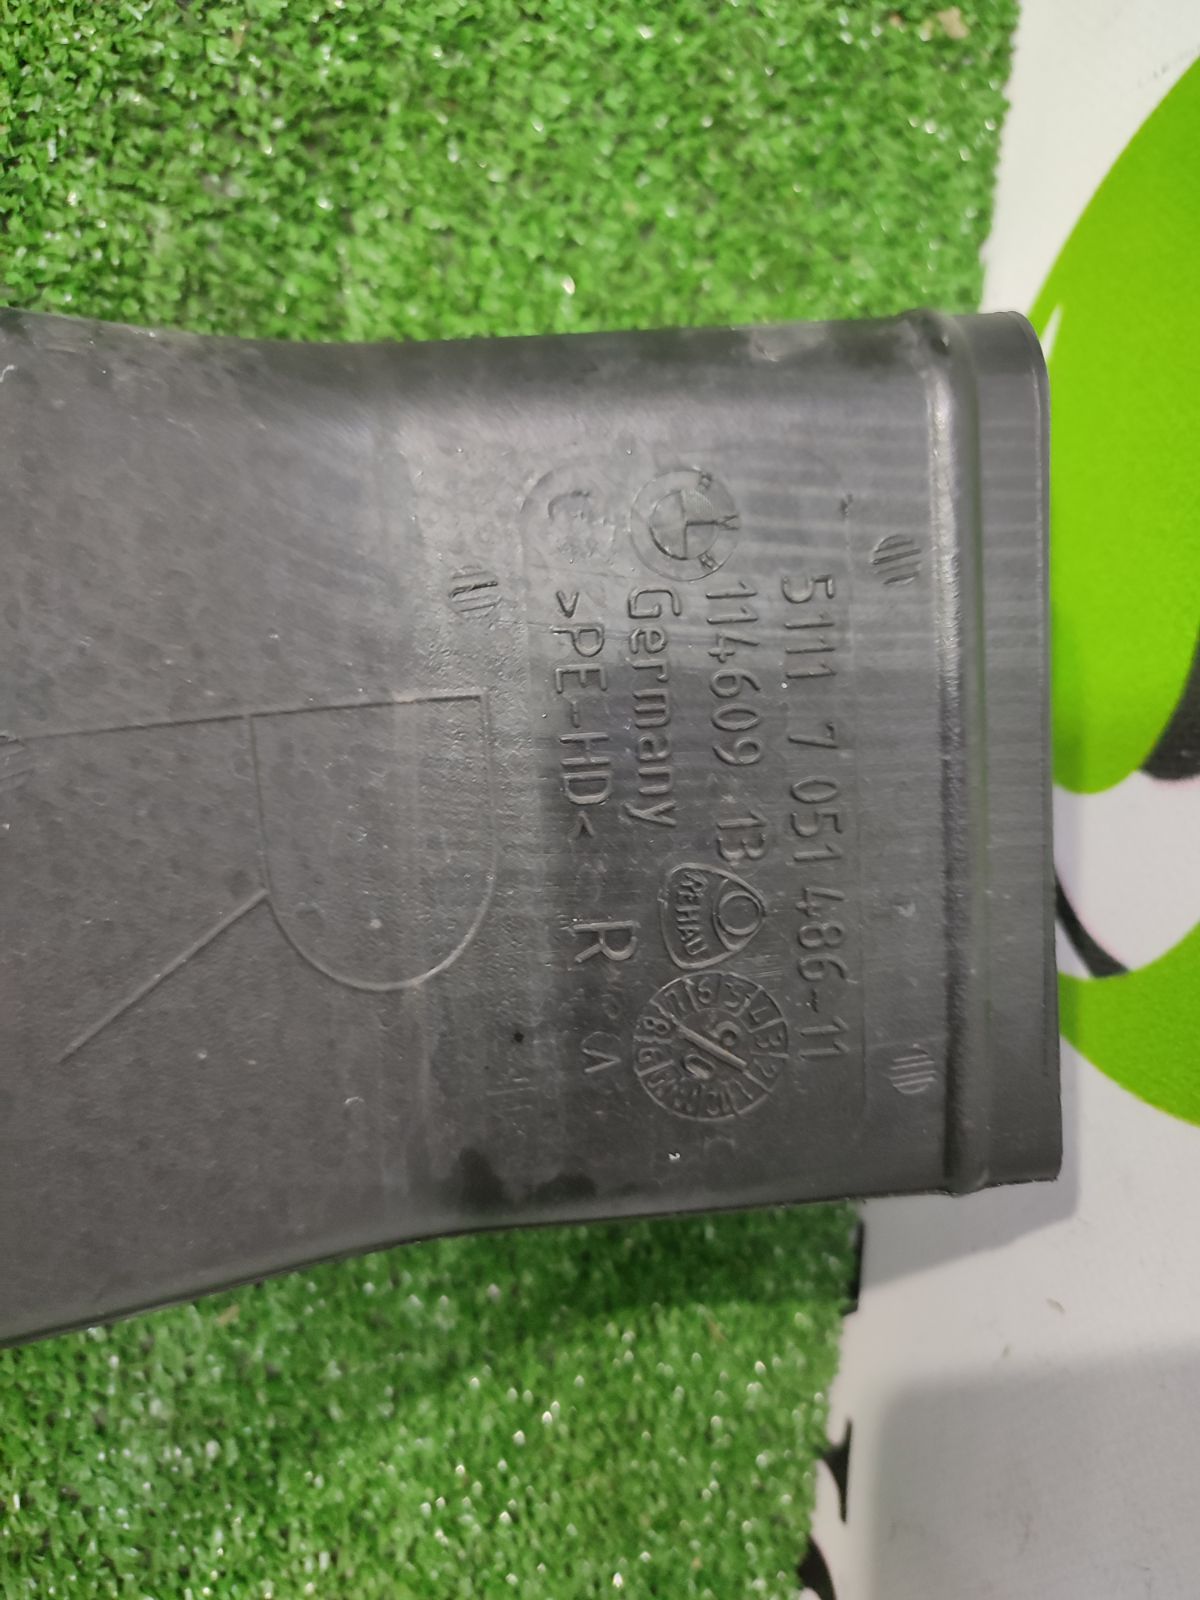 5111 7 051 486-11
114609 13
Germany
REHAU
>PE-HD<
R